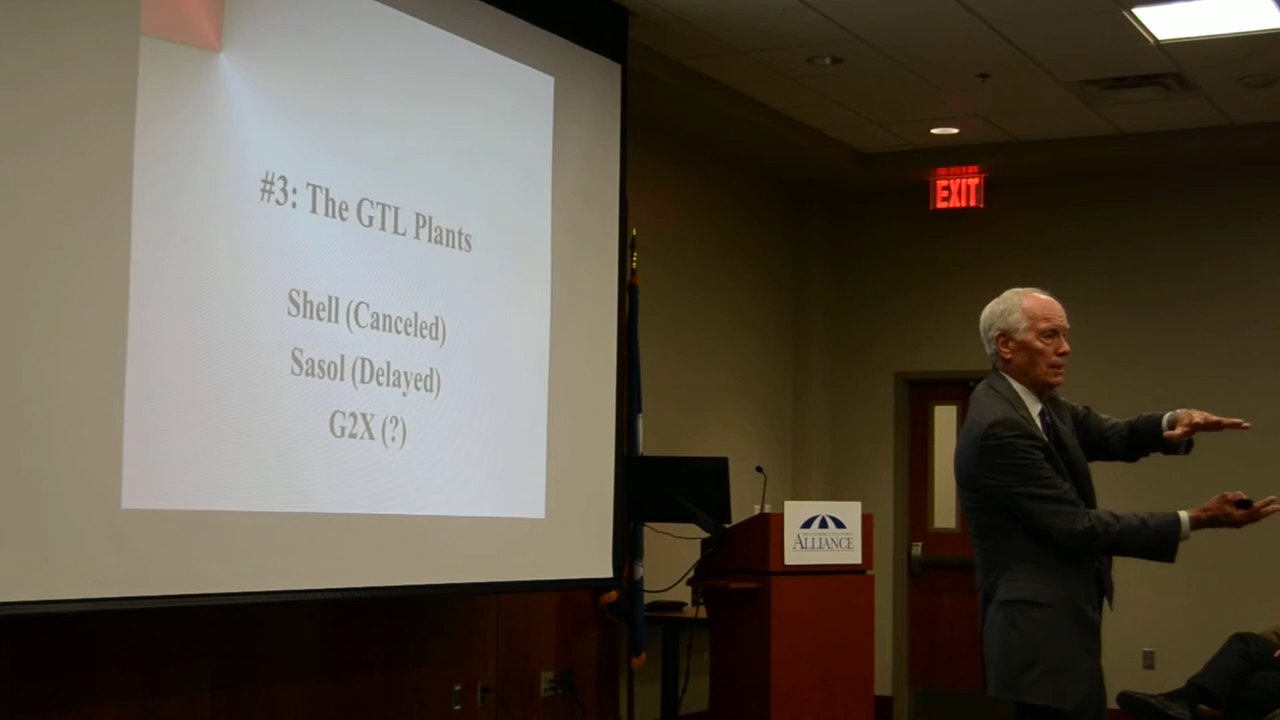 #3: The GTL Plants
Shell (Canceled)
Sasol (Delayed)
G2X (?)
EXIT
ALLIANCE